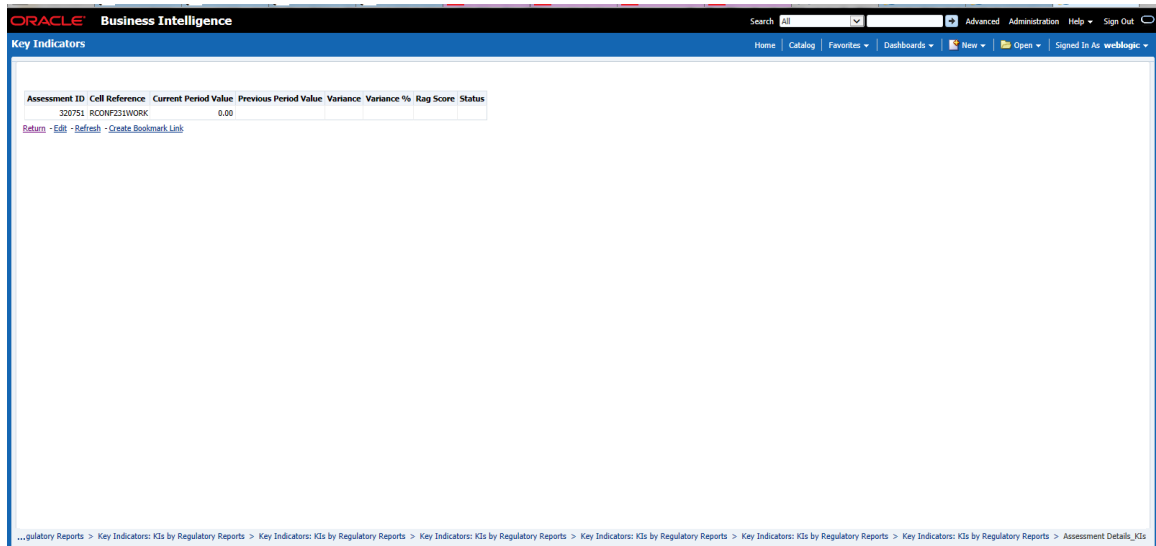 ORACLE Business Intelligence Search All Advanced Administration Help Sign Out
Key Indicators Home Catalog Favorites Dashboards New Open Signed In As weblogic
Assessment ID Cell Reference Current Period Value Previous Period Value Variance Variance % Rag Score Status
320751 RCONF231WORK 0.00
Return - Edit - Refresh - Create Bookmark Link
...gulatory Reports > Key Indicators: KIs by Regulatory Reports > Key Indicators: KIs by Regulatory Reports > Key Indicators: KIs by Regulatory Reports > Key Indicators: KIs by Regulatory Reports > Key Indicators: KIs by Regulatory Reports > Key Indicators: KIs by Regulatory Reports > Assessment Details_KIs